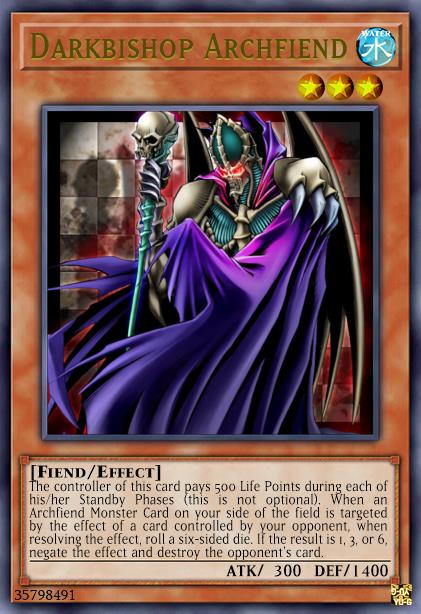 DARKBISHOP ARCHFIEND
WATER
水
[FIEND/EFFECT]
The controller of this card pays 500 Life Points during each of
his/her Standby Phases (this is not optional). When an
Archfiend Monster Card on your side of the field is targeted
by the effect of a card controlled by your opponent, when
resolving the effect, roll a six-sided die. If the result is 1, 3, or 6,
negate the effect and destroy the opponent's card.
ATK/ 300 DEF/1400
35798491